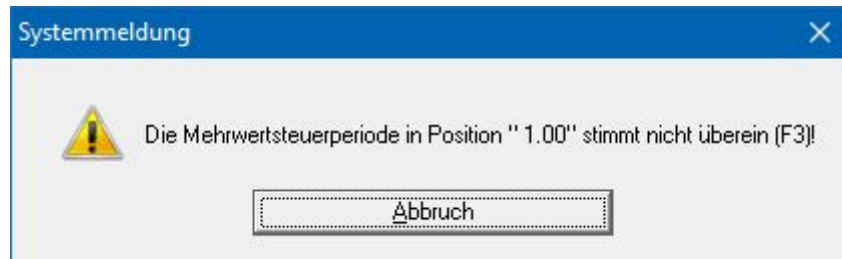 Systemmeldung
Die Mehrwertsteuerperiode in Position " 1.00" stimmt nicht überein (F3)!
Abbruch